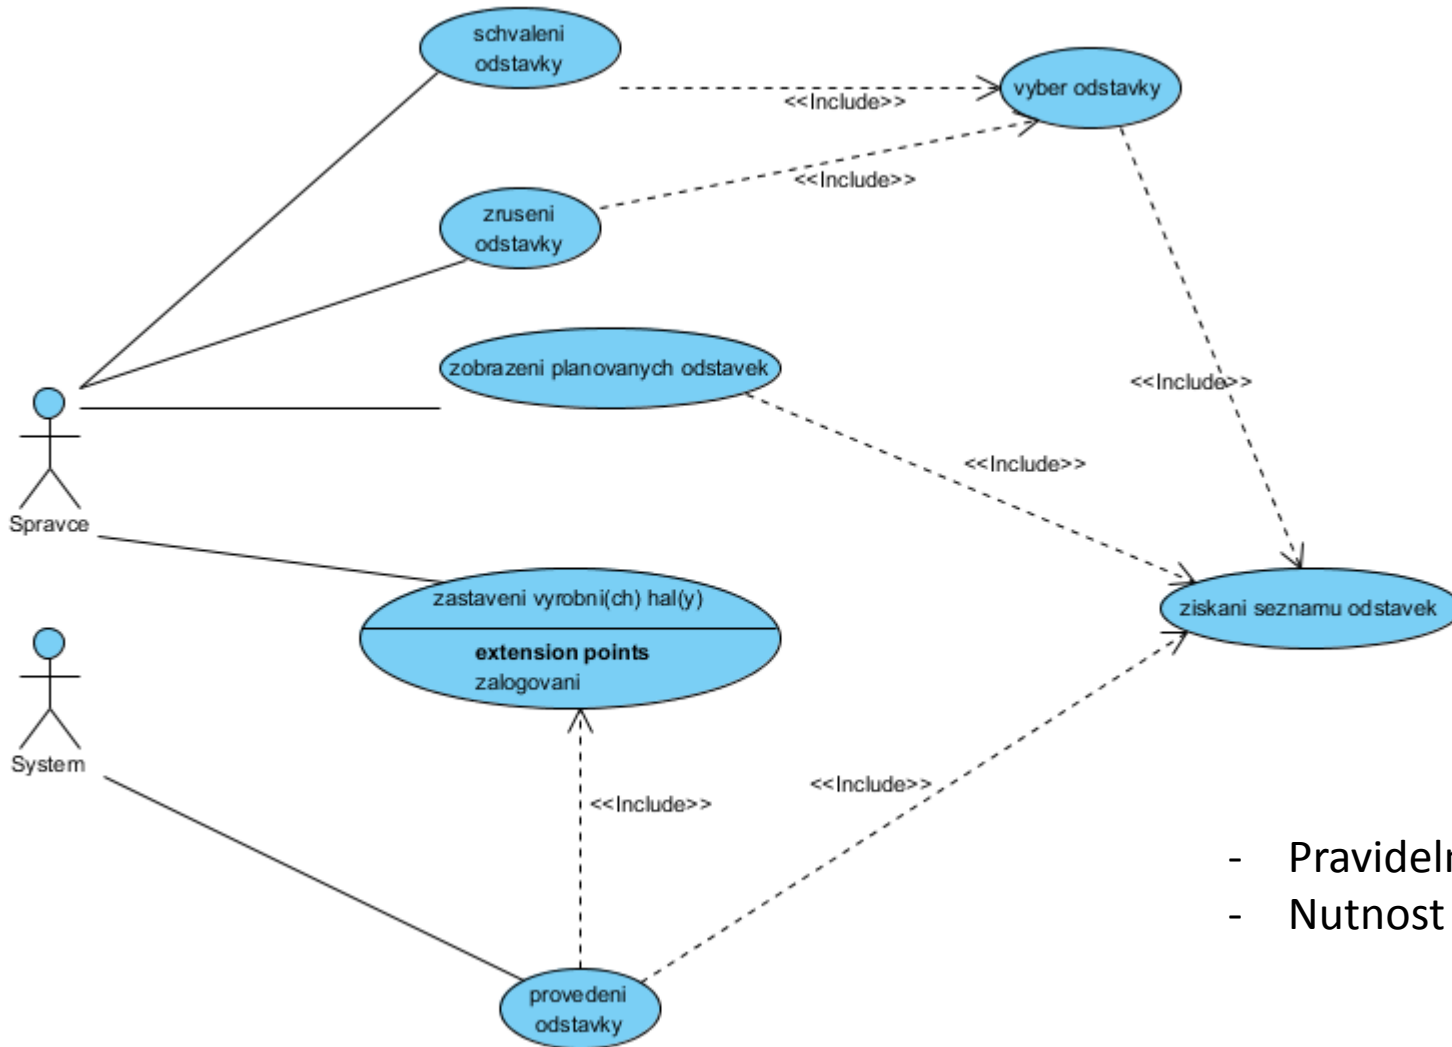 schvaleni
odstavky
vyber odstavky
<<Include>>
<<Include>>
zruseni
odstavky
zobrazeni planovanych odstavek
<<Include>>
<<Include>>
Spravce
zastaveni vyrobni(ch) hal(y)
extension points
zalogovani
ziskani seznamu odstavek
System
<<Include>>
<<Include>>
- Pravideln
- Nutnost
provedeni
odstavky